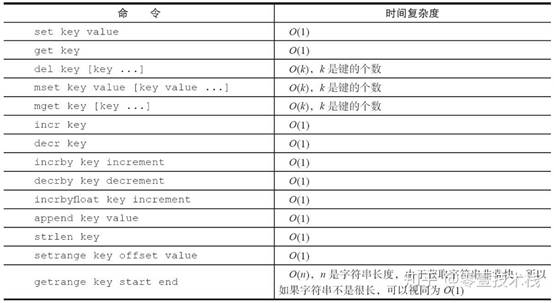 命 令 时间复杂度
set key value O(1)
get key O(1)
del key [key ...] O(k)，k 是键的个数
mset key value [key value ...] O(k)，k 是键的个数
mget key [key ...] O(k)，k 是键的个数
incr key O(1)
decr key O(1)
incrby key increment O(1)
decrby key decrement O(1)
incrbyfloat key increment O(1)
append key value O(1)
strlen key O(1)
setrange key offset value O(1)
getrange key start end O(n)，n 是字符串长度，由于获取字符串非常快，所以
如果字符串不是很长，可以视同为 O(1)
知乎 @零壹技术栈